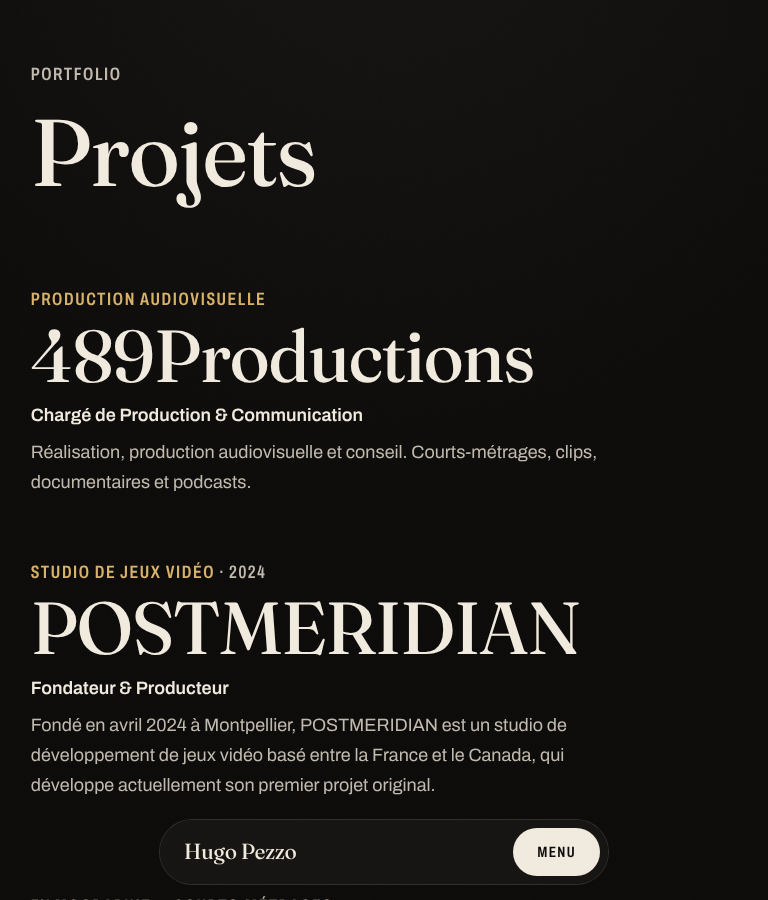 PORTFOLIO
Projets
PRODUCTION AUDIOVISUELLE
489Productions
Chargé de Production & Communication
Réalisation, production audiovisuelle et conseil. Courts-métrages, clips,
documentaires et podcasts.
STUDIO DE JEUX VIDÉO · 2024
POSTMERIDIAN
Fondateur & Producteur
Fondé en avril 2024 à Montpellier, POSTMERIDIAN est un studio de
développement de jeux vidéo basé entre la France et le Canada, qui
développe actuellement son premier projet original.
Hugo Pezzo
MENU